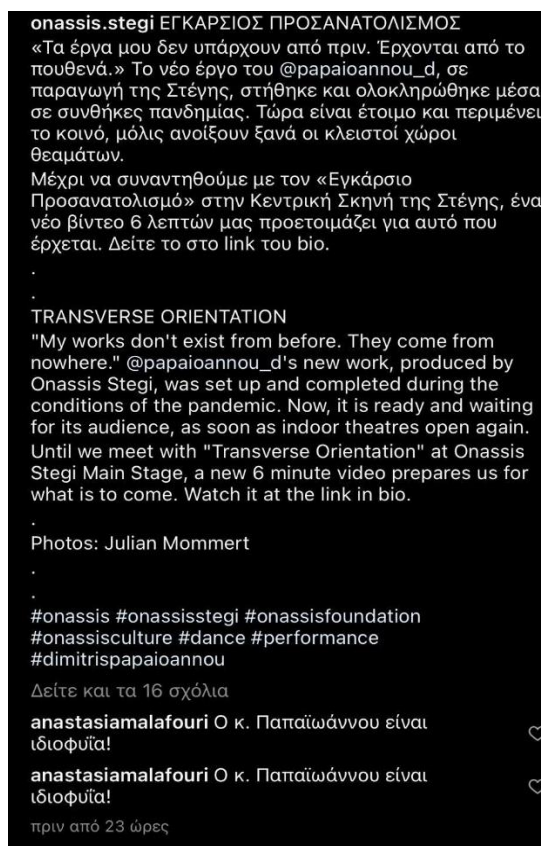 onassis.stegi ΕΓΚΑΡΣΙΟΣ ΠΡΟΣΑΝΑΤΟΛΙΣΜΟΣ
«Τα έργα μου δεν υπάρχουν από πριν. Έρχονται από το
πουθενά.» Το νέο έργο του @papaioannou_d, σε
παραγωγή της Στέγης, στήθηκε και ολοκληρώθηκε μέσα
σε συνθήκες πανδημίας. Τώρα είναι έτοιμο και περιμένει
το κοινό, μόλις ανοίξουν ξανά οι κλειστοί χώροι
θεαμάτων.
Μέχρι να συναντηθούμε με τον «Εγκάρσιο
Προσανατολισμό» στην Κεντρική Σκηνή της Στέγης, ένα
νέο βίντεο 6 λεπτών μας προετοιμάζει για αυτό που
έρχεται. Δείτε το στο link του bio.
.
.
TRANSVERSE ORIENTATION
"My works don't exist from before. They come from
nowhere." @papaioannou_d's new work, produced by
Onassis Stegi, was set up and completed during the
conditions of the pandemic. Now, it is ready and waiting
for its audience, as soon as indoor theatres open again.
Until we meet with "Transverse Orientation" at Onassis
Stegi Main Stage, a new 6 minute video prepares us for
what is to come. Watch it at the link in bio.
.
Photos: Julian Mommert
.
.
#onassis #onassisstegi #onassisfoundation
#onassisculture #dance #performance
#dimitrispapaioannou
Δείτε και τα 16 σχόλια
anastasiamalafouri Ο κ. Παπαϊωάννου είναι
ιδιοφυΐα!
anastasiamalafouri Ο κ. Παπαϊωάννου είναι
ιδιοφυΐα!
πριν από 23 ώρες